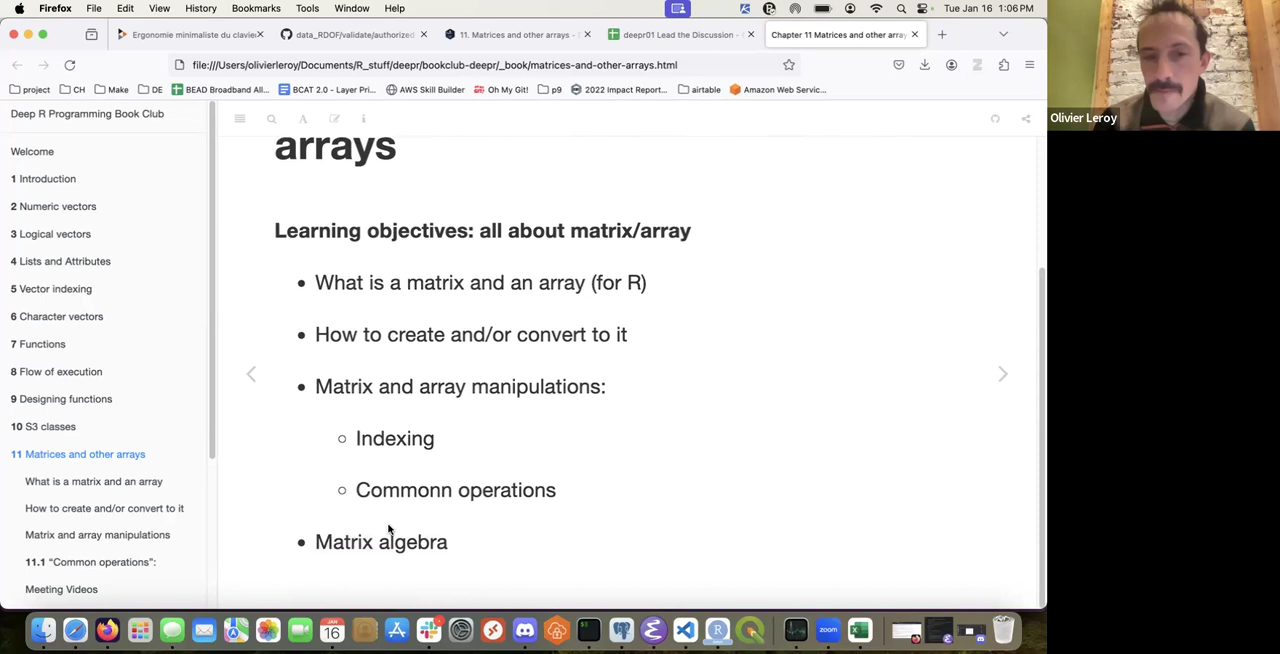 Firefox File Edit View History Bookmarks Tools Window Help Tue Jan 16 1:06 PM
Ergonomie minimaliste du clavier data_RDOF/validate/authorized 11. Matrices and other arrays - deepr01 Lead the Discussion - Chapter 11 Matrices and other array
file:///Users/olivierleroy/Documents/R_stuff/deepr/bookclub-deepr/_book/matrices-and-other-arrays.html
project CH Make DE BEAD Broadband All... BCAT 2.0 - Layer Pri... AWS Skill Builder Oh My Git! p9 2022 Impact Report... airtable Amazon Web Servic...
Olivier Leroy
Deep R Programming Book Club
Welcome
1 Introduction
2 Numeric vectors
3 Logical vectors
4 Lists and Attributes
5 Vector indexing
6 Character vectors
7 Functions
8 Flow of execution
9 Designing functions
10 S3 classes
11 Matrices and other arrays
What is a matrix and an array
How to create and/or convert to it
Matrix and array manipulations
11.1 “Common operations”:
Meeting Videos
arrays
Learning objectives: all about matrix/array
• What is a matrix and an array (for R)
• How to create and/or convert to it
• Matrix and array manipulations:
◦ Indexing
◦ Commonn operations
• Matrix algebra
JAN
16
zoom